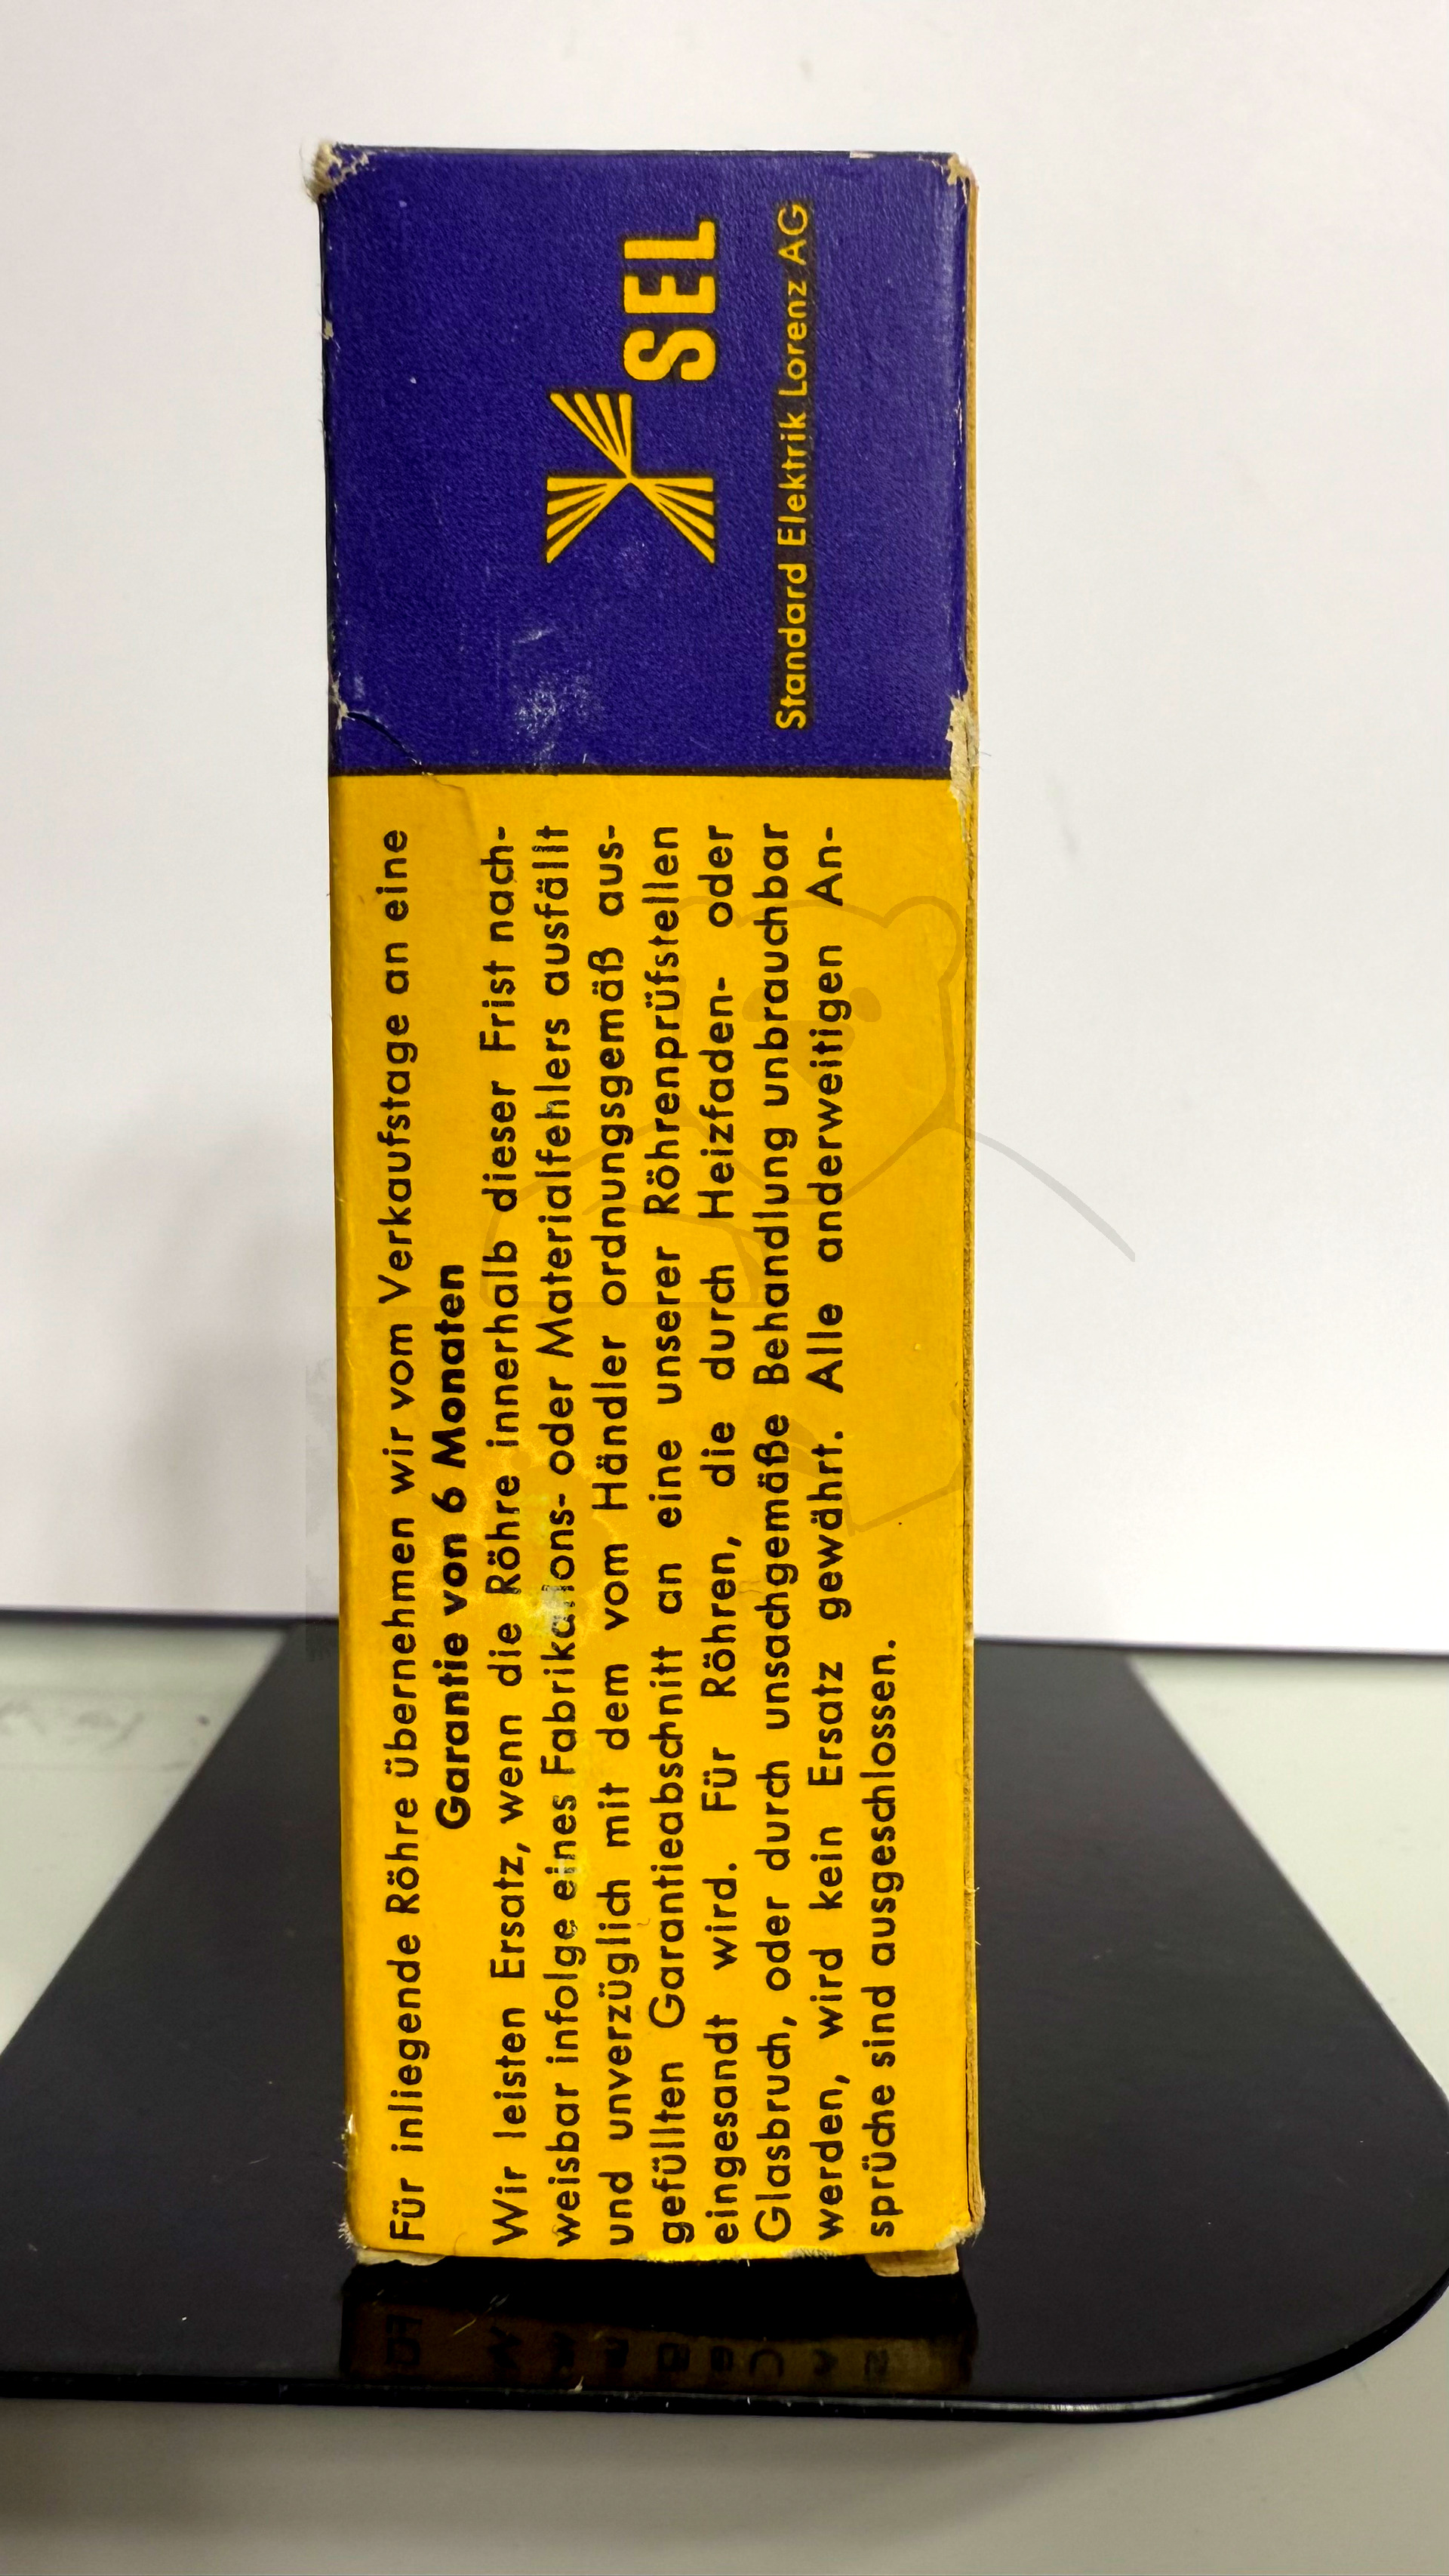 Für inliegende Röhre übernehmen wir vom Verkaufstage an eine
Garantie von 6 Monaten
Wir leisten Ersatz, wenn die Röhre innerhalb dieser Frist nach-
weisbar infolge eines Fabrikations- oder Materialfehlers ausfällt
und unverzüglich mit dem vom Händler ordnungsgemäß aus-
gefüllten Garantieabschnitt an eine unserer Röhrenprüfstellen
eingesandt wird. Für Röhren, die durch Heizfaden- oder
Glasbruch, oder durch unsachgemäße Behandlung unbrauchbar
werden, wird kein Ersatz gewährt. Alle anderweitigen An-
sprüche sind ausgeschlossen.
SEL
Standard Elektrik Lorenz AG